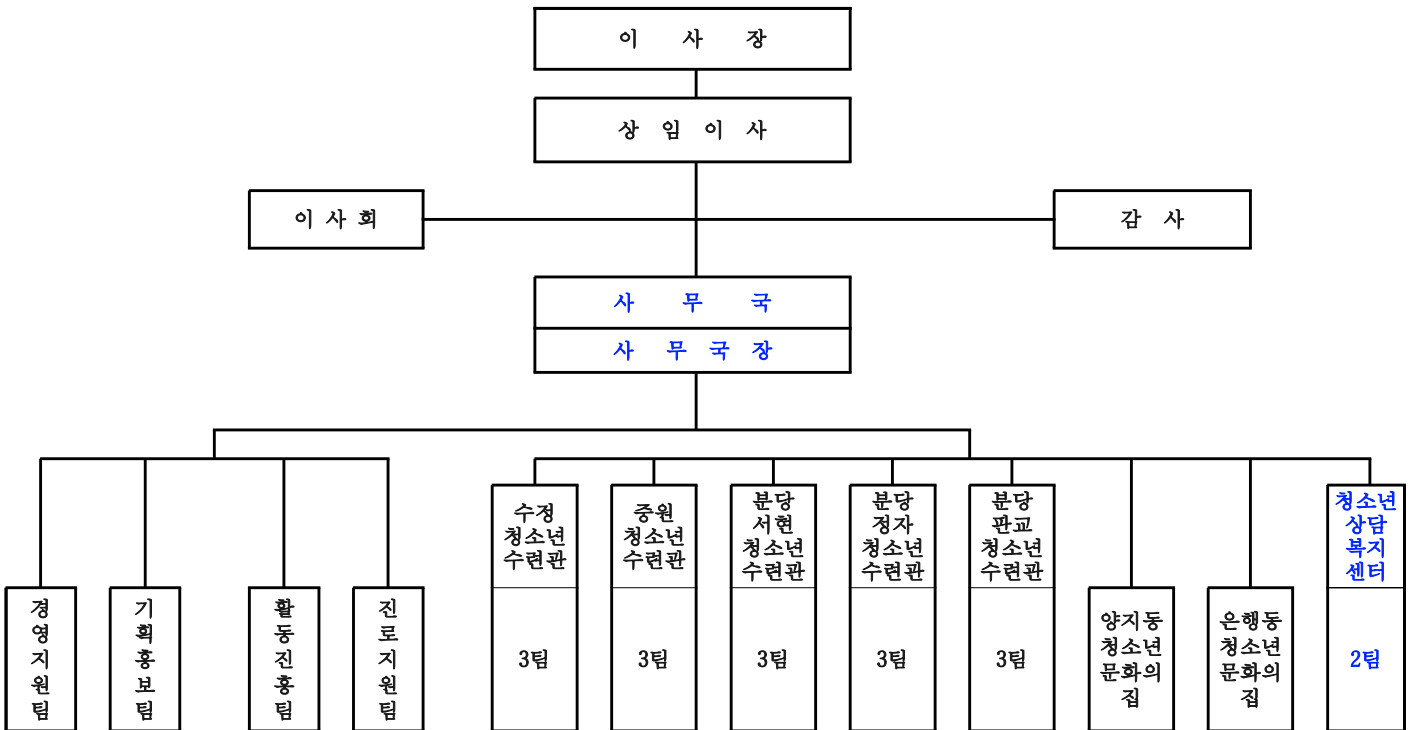 이 사 장
상 임 이 사
이 사 회
감 사
사 무 국
사 무 국 장
경
영
지
원
팀
기
획
홍
보
팀
활
동
진
흥
팀
진
로
지
원
팀
수정
청소년
수련관
3팀
중원
청소년
수련관
3팀
분당
서현
청소년
수련관
3팀
분당
정자
청소년
수련관
3팀
분당
판교
청소년
수련관
3팀
양지동
청소년
문화의
집
은행동
청소년
문화의
집
청소년
상담
복지
센터
2팀